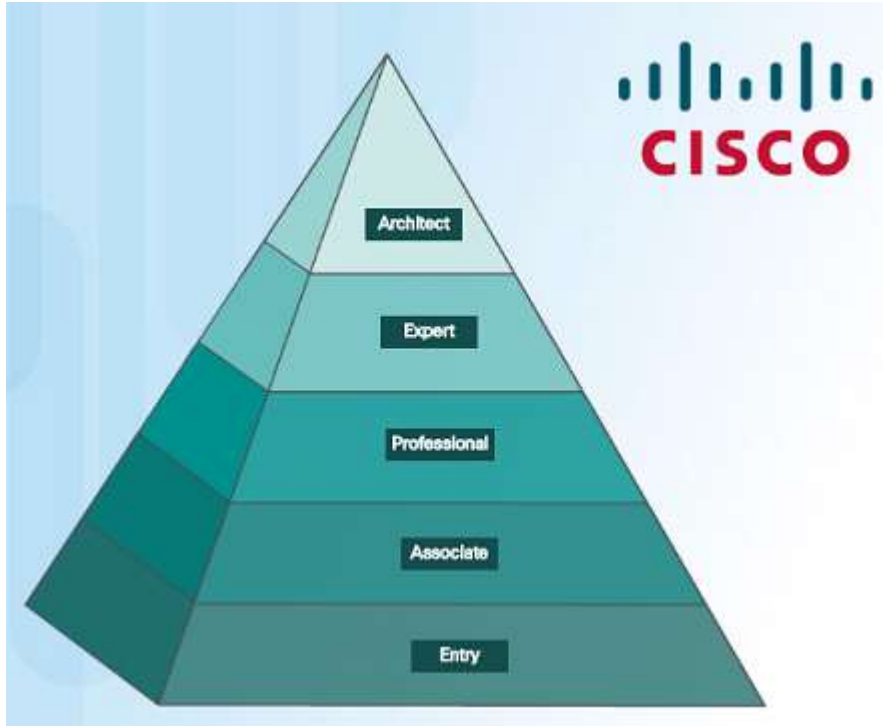 CISCO
Architect
Expert
Professional
Associate
Entry